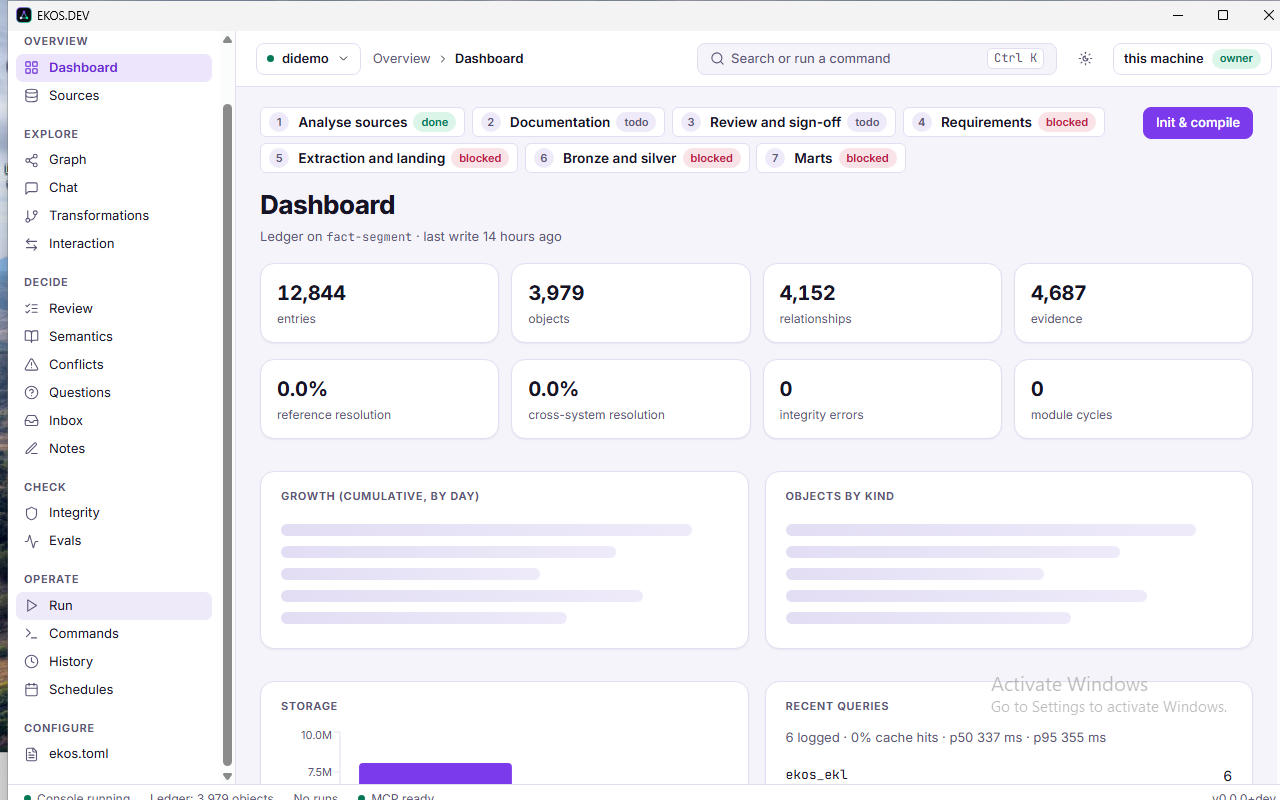 EKOS.DEV
OVERVIEW
Dashboard
Sources
EXPLORE
Graph
Chat
Transformations
Interaction
DECIDE
Review
Semantics
Conflicts
Questions
Inbox
Notes
CHECK
Integrity
Evals
OPERATE
Run
Commands
History
Schedules
CONFIGURE
ekos.toml
didemo Overview › Dashboard Search or run a command Ctrl K this machine owner
1 Analyse sources done 2 Documentation todo 3 Review and sign-off todo 4 Requirements blocked Init & compile
5 Extraction and landing blocked 6 Bronze and silver blocked 7 Marts blocked
Dashboard
Ledger on fact-segment · last write 14 hours ago
12,844 3,979 4,152 4,687
entries objects relationships evidence
0.0% 0.0% 0 0
reference resolution cross-system resolution integrity errors module cycles
GROWTH (CUMULATIVE, BY DAY) OBJECTS BY KIND
STORAGE
10.0M
7.5M
RECENT QUERIES
6 logged · 0% cache hits · p50 337 ms · p95 355 ms
ekos_ekl 6
Activate Windows
Go to Settings to activate Windows.
Console running Ledger: 3,979 objects No runs MCP ready v0.0.0+dev